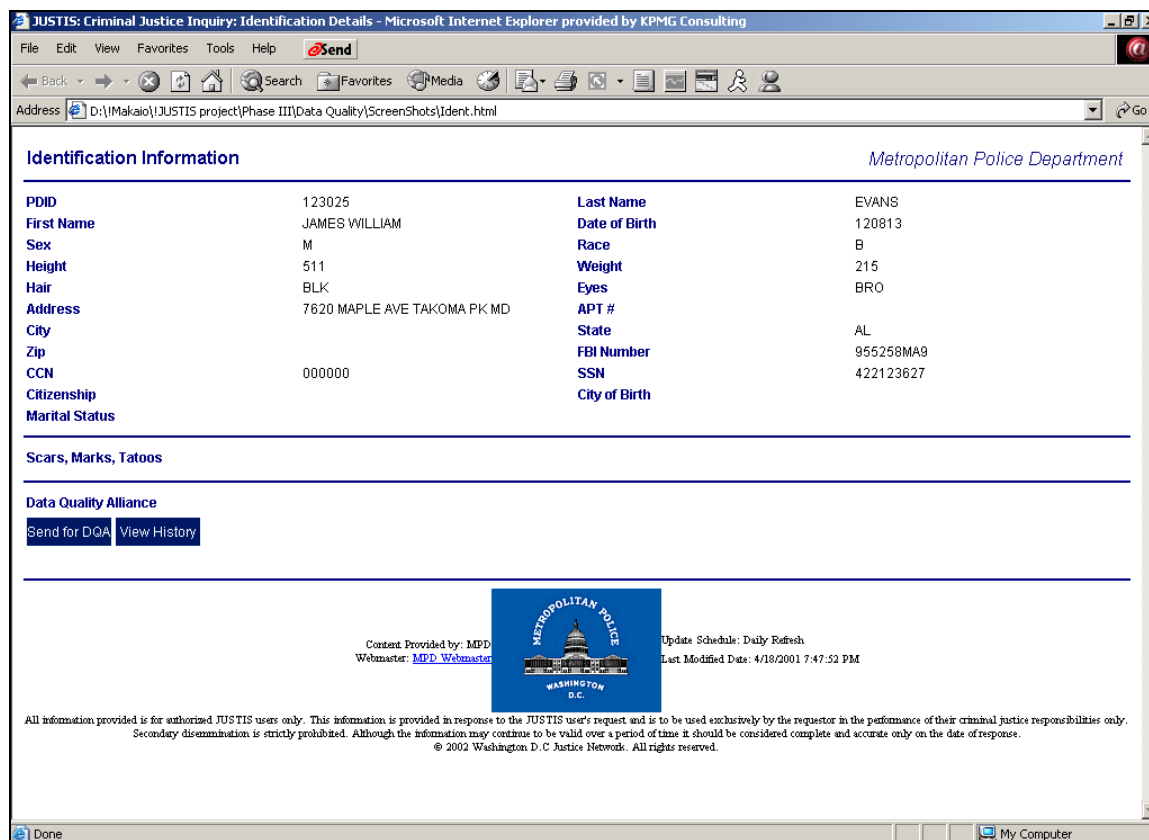 JUSTIS: Criminal Justice Inquiry: Identification Details - Microsoft Internet Explorer provided by KPMG Consulting
File Edit View Favorites Tools Help Send
Back Search Favorites Media
Address D:\!Makaio\!JUSTIS project\Phase III\Data Quality\ScreenShots\Ident.html Go
Identification Information Metropolitan Police Department
PDID 123025 Last Name EVANS
First Name JAMES WILLIAM Date of Birth 120813
Sex M Race B
Height 511 Weight 215
Hair BLK Eyes BRO
Address 7620 MAPLE AVE TAKOMA PK MD APT #
City State AL
Zip FBI Number 955258MA9
CCN 000000 SSN 422123627
Citizenship City of Birth
Marital Status
Scars, Marks, Tatoos
Data Quality Alliance
Send for DQA View History
METROPOLITAN POLICE
WASHINGTON
D.C.
Content Provided by: MPD Update Schedule: Daily Refresh
Webmaster: MPD Webmaster Last Modified Date: 4/18/2001 7:47:52 PM
All information provided is for authorized JUSTIS users only. This information is provided in response to the JUSTIS user's request and is to be used exclusively by the requestor in the performance of their criminal justice responsibilities only.
Secondary disemmination is strictly prohibited. Although the information may continue to be valid over a period of time it should be considered complete and accurate only on the date of response.
© 2002 Washington D.C Justice Network. All rights reserved.
Done My Computer